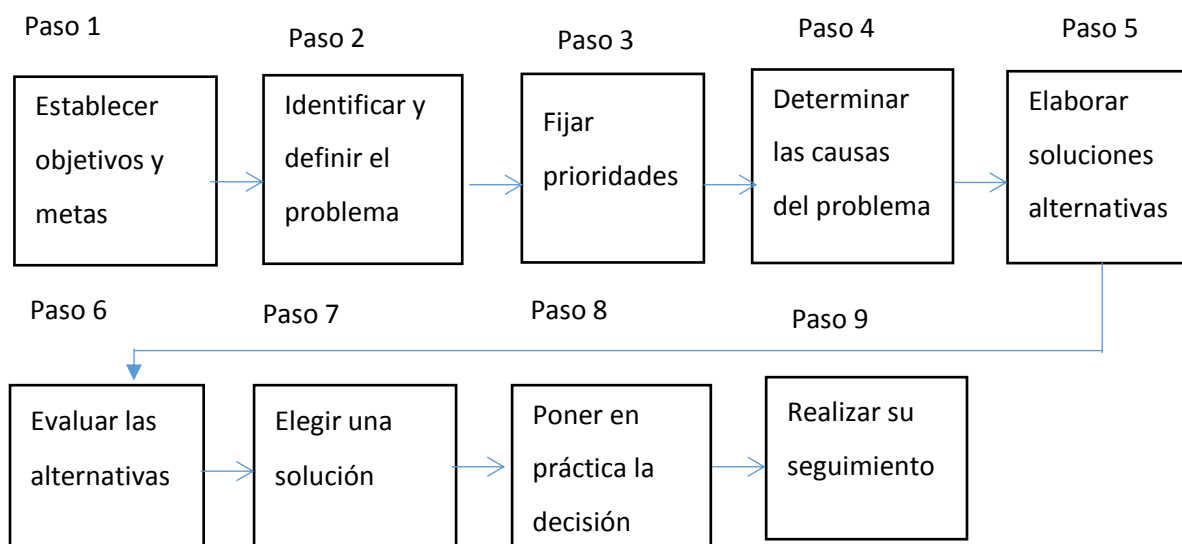 Paso 1
Paso 2
Paso 3
Paso 4
Paso 5
Establecer
objetivos y
metas
Identificar y
definir el
problema
Fijar
prioridades
Determinar
las causas
del problema
Elaborar
soluciones
alternativas
Paso 6
Paso 7
Paso 8
Paso 9
Evaluar las
alternativas
Elegir una
solución
Poner en
práctica la
decisión
Realizar su
seguimiento